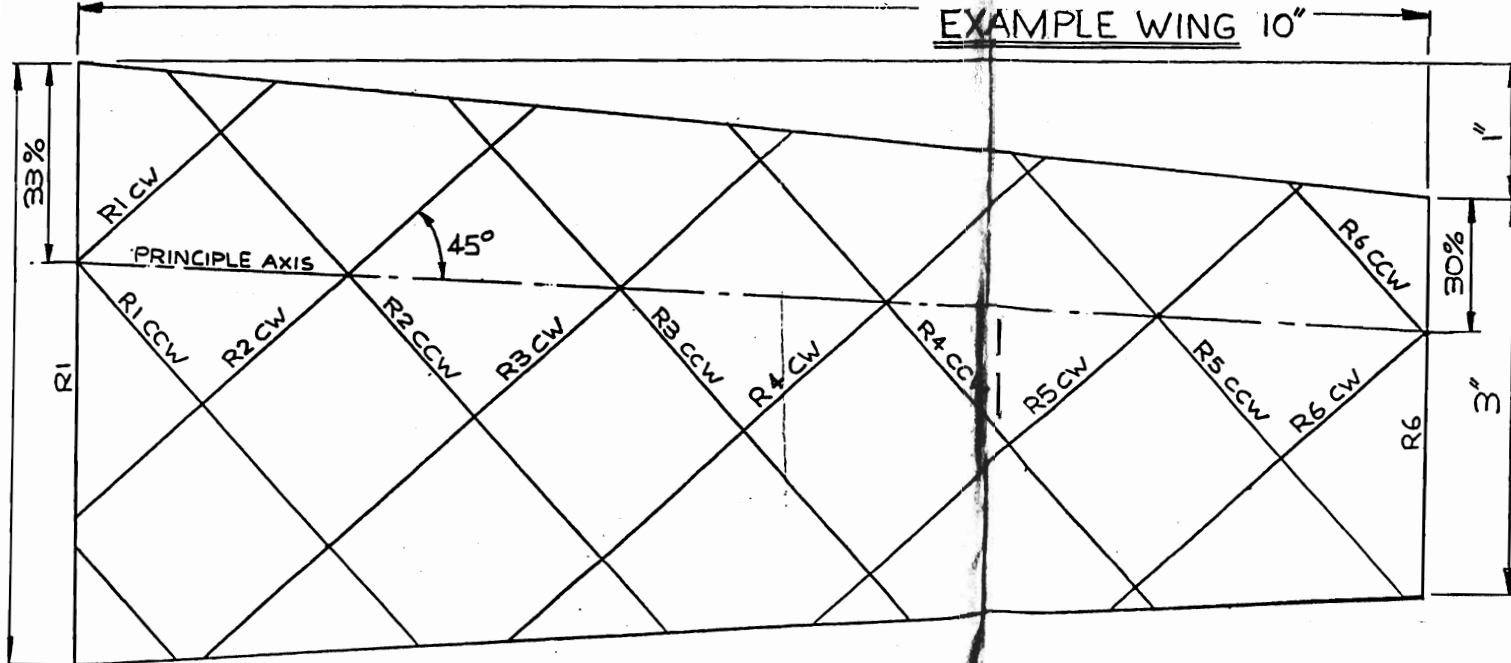 EXAMPLE WING 10"
1"
33%
R1 CW
45°
PRINCIPLE AXIS
R6 CCW
30%
R1 CCW
R2 CW
R2 CCW
R3 CW
R3 CCW
R4 CW
R4 CCW
R5 CW
R5 CCW
R6 CW
R1
R6
3"